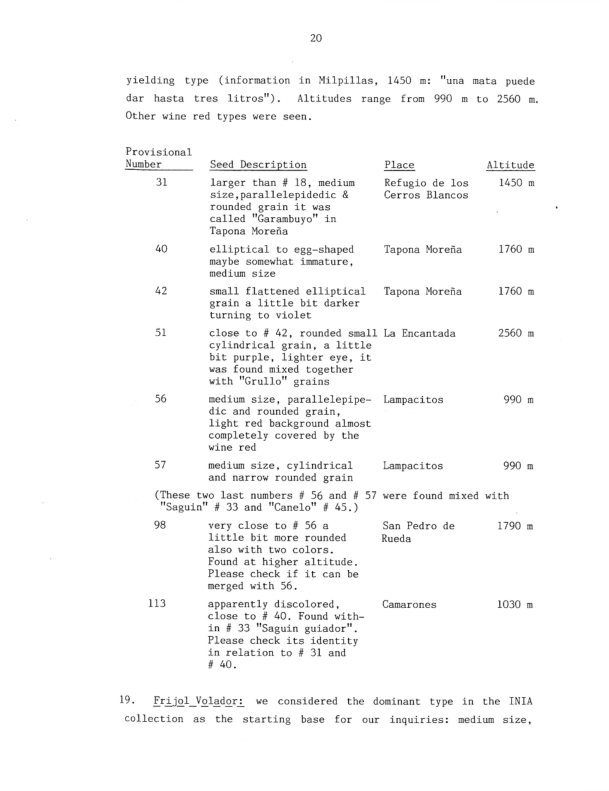 20
yielding type (information in Milpillas, 1450 m: "una mata puede
dar hasta tres litros"). Altitudes range from 990 m to 2560 m.
Other wine red types were seen.
Provisional
Number Seed Description Place Altitude
31 larger than # 18, medium Refugio de los 1450 m
size,parallelepidedic & Cerros Blancos
rounded grain it was
called "Garambuyo" in
Tapona Moreña
40 elliptical to egg-shaped Tapona Moreña 1760 m
maybe somewhat immature,
medium size
42 small flattened elliptical Tapona Moreña 1760 m
grain a little bit darker
turning to violet
51 close to # 42, rounded small La Encantada 2560 m
cylindrical grain, a little
bit purple, lighter eye, it
was found mixed together
with "Grullo" grains
56 medium size, parallelepipe- Lampacitos 990 m
dic and rounded grain,
light red background almost
completely covered by the
wine red
57 medium size, cylindrical Lampacitos 990 m
and narrow rounded grain
(These two last numbers # 56 and # 57 were found mixed with
"Saguin" # 33 and "Canelo" # 45.)
98 very close to # 56 a San Pedro de 1790 m
little bit more rounded Rueda
also with two colors.
Found at higher altitude.
Please check if it can be
merged with 56.
113 apparently discolored, Camarones 1030 m
close to # 40. Found with-
in # 33 "Saguin guiador".
Please check its identity
in relation to # 31 and
# 40.
19. Frijol Volador: we considered the dominant type in the INIA
collection as the starting base for our inquiries: medium size,